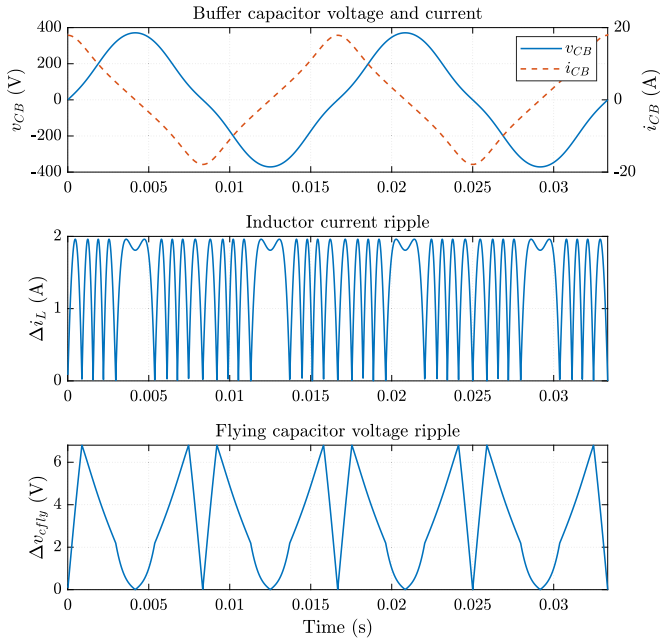 Buffer capacitor voltage and current
400
200
0
-200
-400
v_CB (V)
20
0
-20
i_CB (A)
v_CB
i_CB
0 0.005 0.01 0.015 0.02 0.025 0.03
Inductor current ripple
2
1
0
Δi_L (A)
0 0.005 0.01 0.015 0.02 0.025 0.03
Flying capacitor voltage ripple
6
4
2
0
Δv_cfly (V)
0 0.005 0.01 0.015 0.02 0.025 0.03
Time (s)